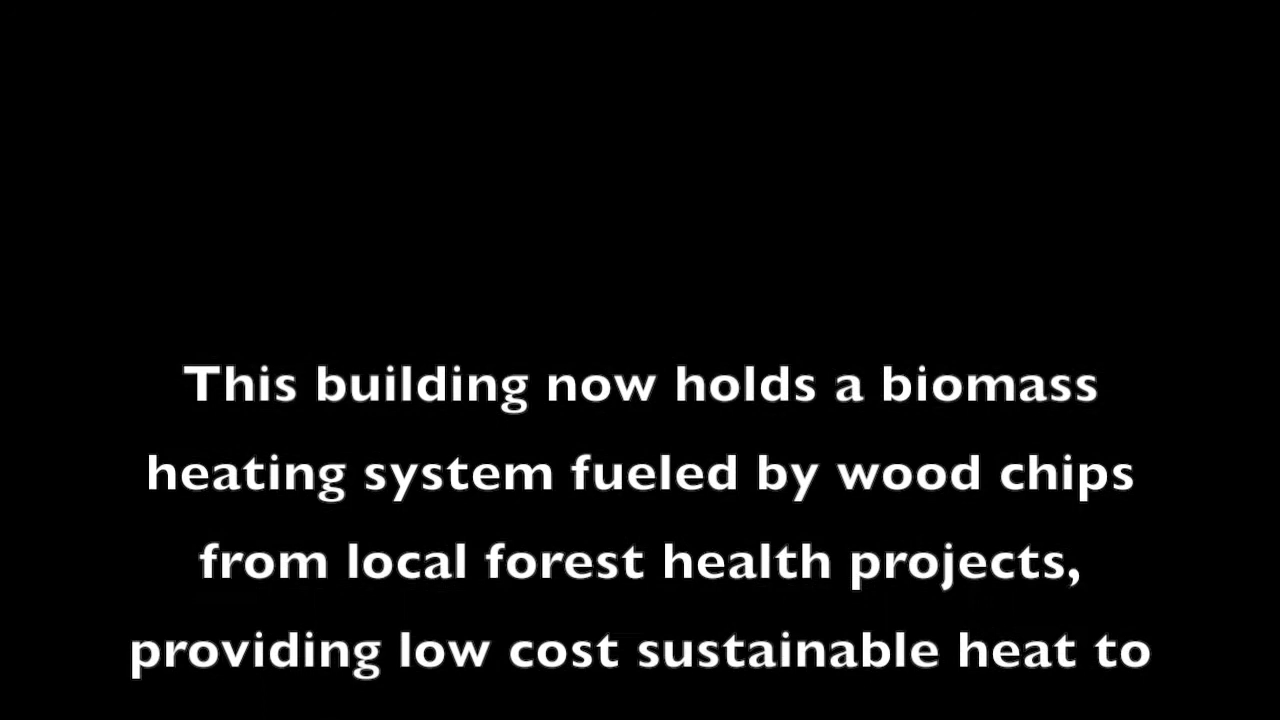 This building now holds a biomass
heating system fueled by wood chips
from local forest health projects,
providing low cost sustainable heat to